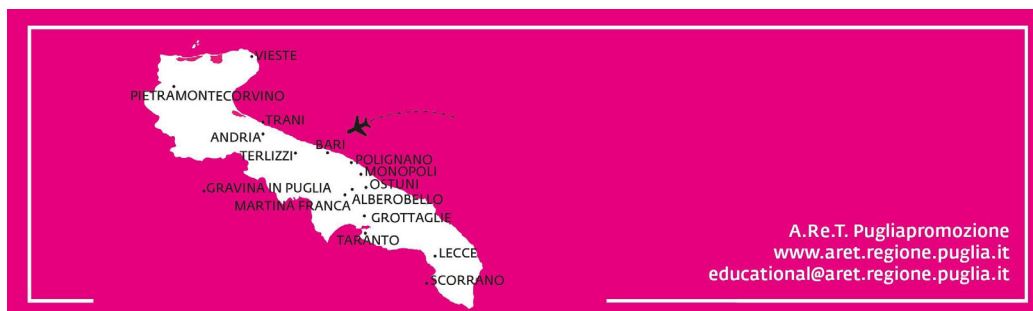 VIESTE
PIETRAMONTECORVINO
TRANI
ANDRIA
BARI
TERLIZZI
POLIGNANO
MONOPOLI
OSTUNI
GRAVINA IN PUGLIA
ALBEROBELLO
MARTINA FRANCA
GROTTAGLIE
TARANTO
LECCE
SCORRANO
A.Re.T. Pugliapromozione
www.aret.regione.puglia.it
educational@aret.regione.puglia.it